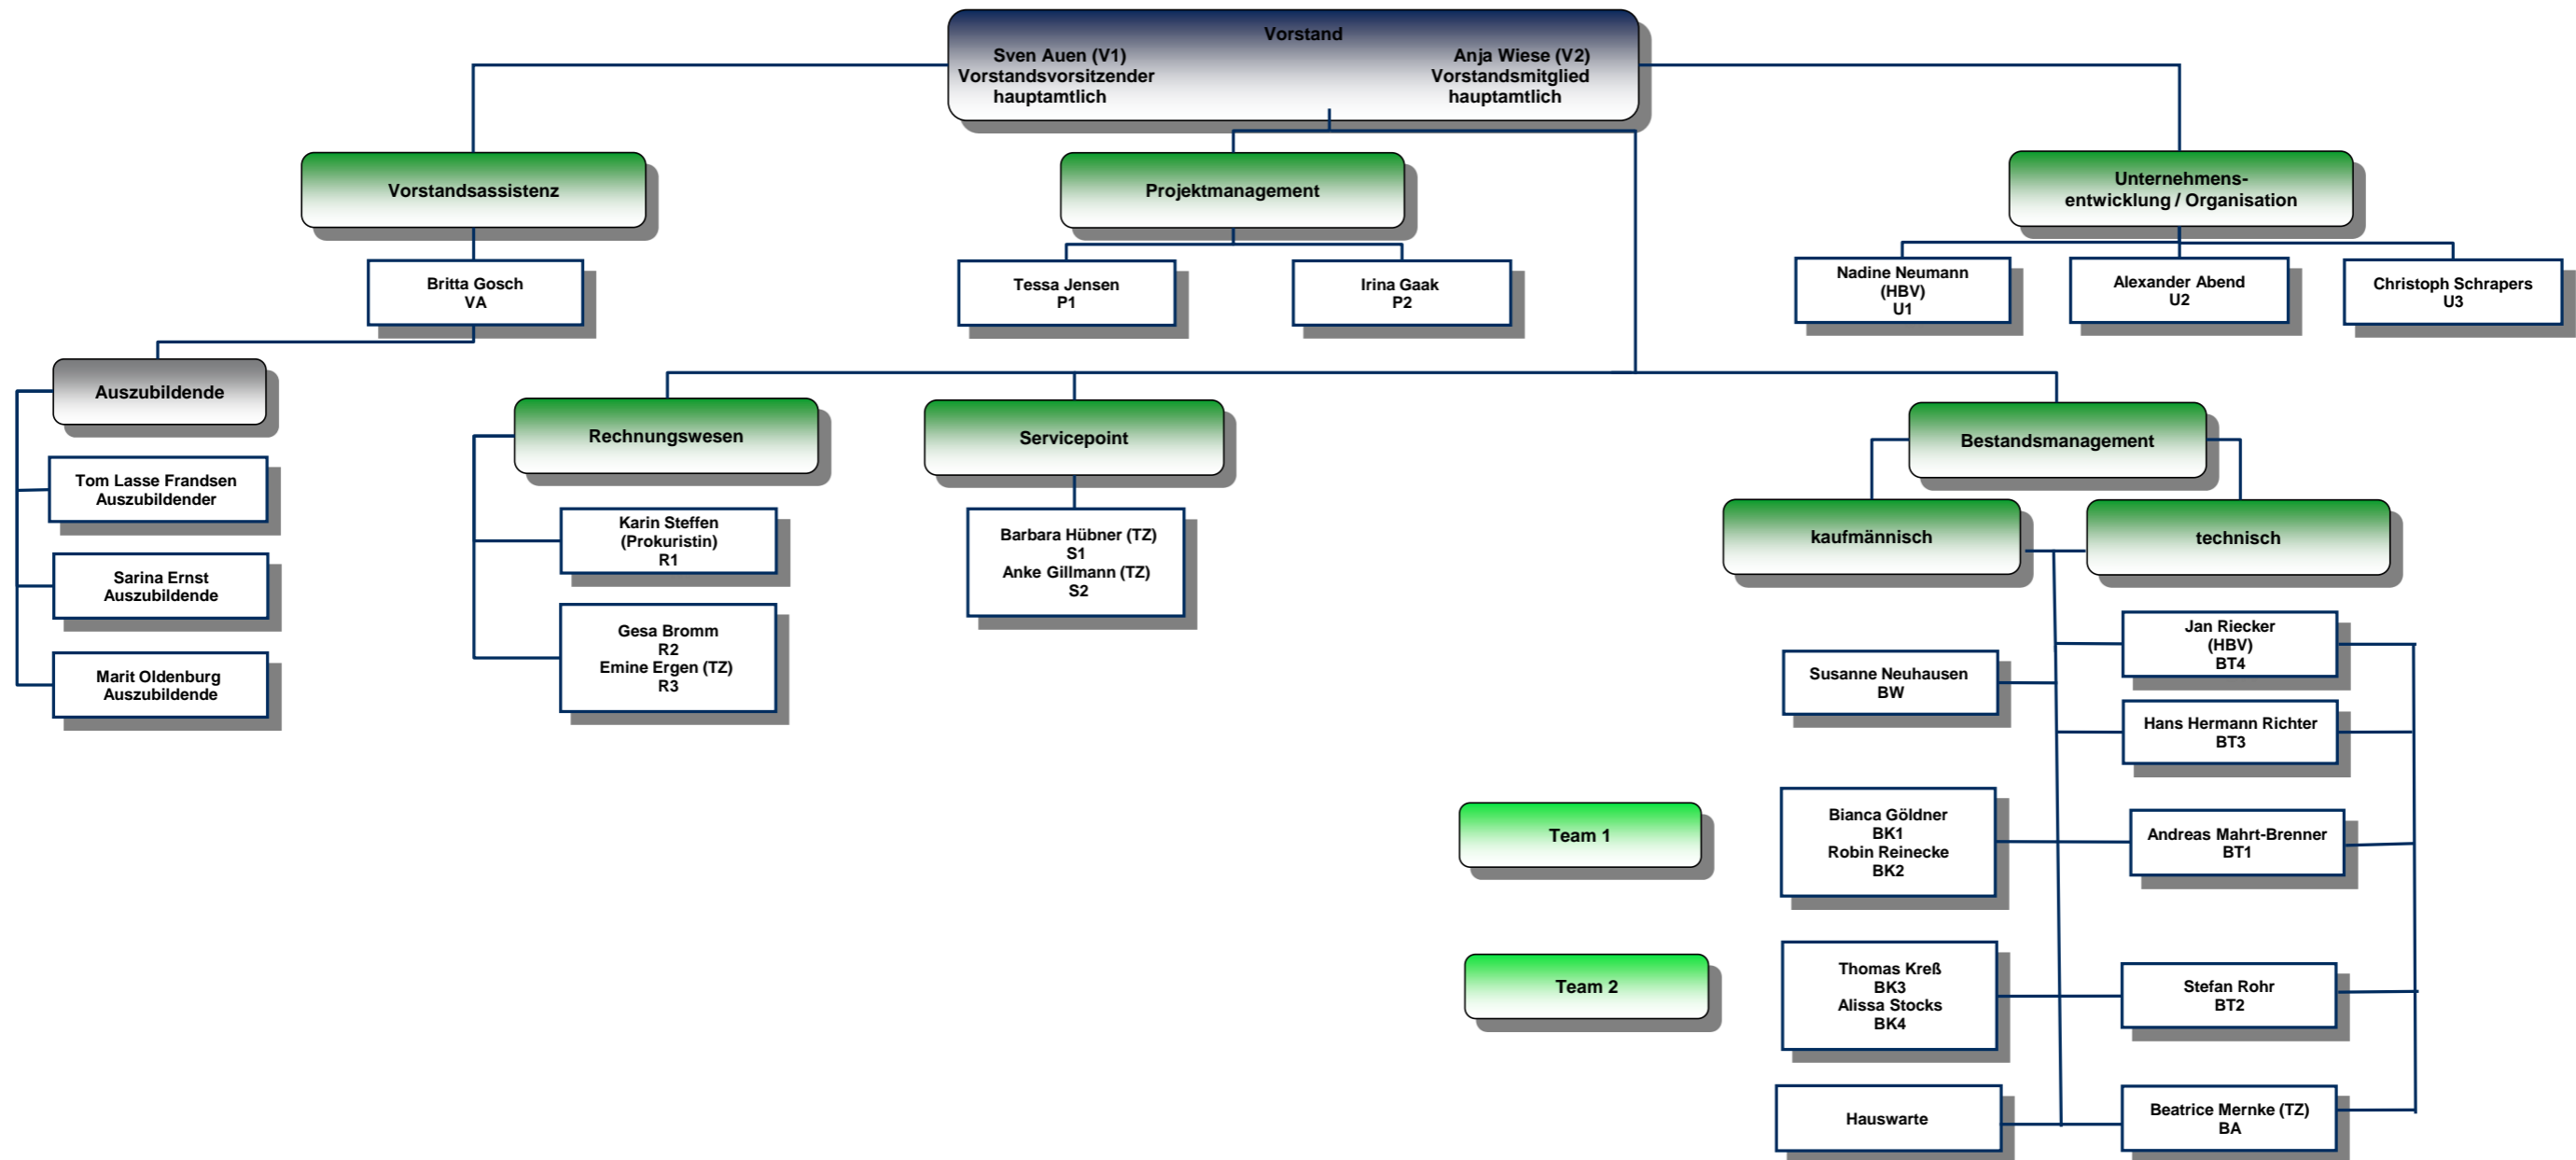 Vorstand
Sven Auen (V1)
Vorstandsvorsitzender
hauptamtlich
Anja Wiese (V2)
Vorstandsmitglied
hauptamtlich
Vorstandsassistenz
Projektmanagement
Unternehmens-
entwicklung / Organisation
Britta Gosch
VA
Tessa Jensen
P1
Irina Gaak
P2
Nadine Neumann
(HBV)
U1
Alexander Abend
U2
Christoph Schrapers
U3
Auszubildende
Tom Lasse Frandsen
Auszubildender
Sarina Ernst
Auszubildende
Marit Oldenburg
Auszubildende
Rechnungswesen
Karin Steffen
(Prokuristin)
R1
Gesa Bromm
R2
Emine Ergen (TZ)
R3
Servicepoint
Barbara Hübner (TZ)
S1
Anke Gillmann (TZ)
S2
Bestandsmanagement
kaufmännisch
technisch
Jan Riecker
(HBV)
BT4
Susanne Neuhausen
BW
Hans Hermann Richter
BT3
Team 1
Bianca Göldner
BK1
Robin Reinecke
BK2
Andreas Mahrt-Brenner
BT1
Team 2
Thomas Kreß
BK3
Alissa Stocks
BK4
Stefan Rohr
BT2
Hauswarte
Beatrice Mernke (TZ)
BA